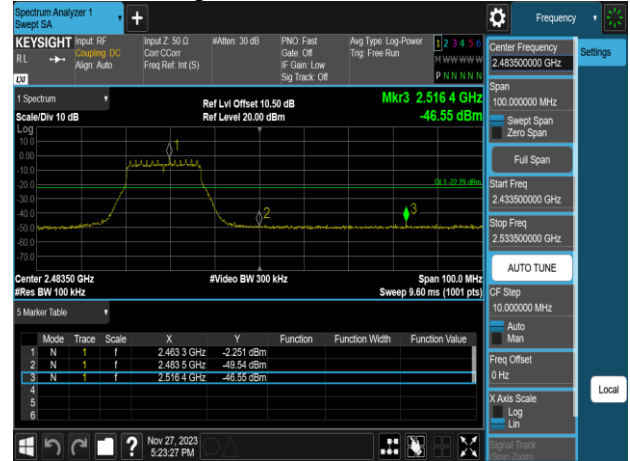 Spectrum Analyzer 1
Swept SA
Frequency
KEYSIGHT
Input: RF
Input Z: 50 Ω
#Atten: 30 dB
PNO: Fast
Avg Type: Log-Power
1 2 3 4 5 6
RL
Coupling: DC
Corr CCorr
Gate: Off
Trig: Free Run
M W W W W W
Align: Auto
Freq Ref: Int (S)
IF Gain: Low
Sig Track: Off
P N N N N N
LXI
1 Spectrum
Ref Lvl Offset 10.50 dB
Mkr3 2.516 4 GHz
Scale/Div 10 dB
Ref Level 20.00 dBm
-46.55 dBm
Log
10.0
0.00
-10.0
-20.0
-30.0
-40.0
-50.0
-60.0
-70.0
1
2
3
DL1 -22.29 dBm
Center 2.48350 GHz
#Video BW 300 kHz
Span 100.0 MHz
#Res BW 100 kHz
Sweep 9.60 ms (1001 pts)
5 Marker Table
Mode Trace Scale X Y Function Function Width Function Value
1 N 1 f 2.463 3 GHz -2.251 dBm
2 N 1 f 2.483 5 GHz -49.54 dBm
3 N 1 f 2.516 4 GHz -46.55 dBm
4
5
6
Nov 27, 2023
5:23:27 PM
Center Frequency
2.483500000 GHz
Settings
Span
100.000000 MHz
Swept Span
Zero Span
Full Span
Start Freq
2.433500000 GHz
Stop Freq
2.533500000 GHz
AUTO TUNE
CF Step
10.000000 MHz
Auto
Man
Freq Offset
0 Hz
X Axis Scale
Log
Lin
Local
Signal Track
(Span Zoom)